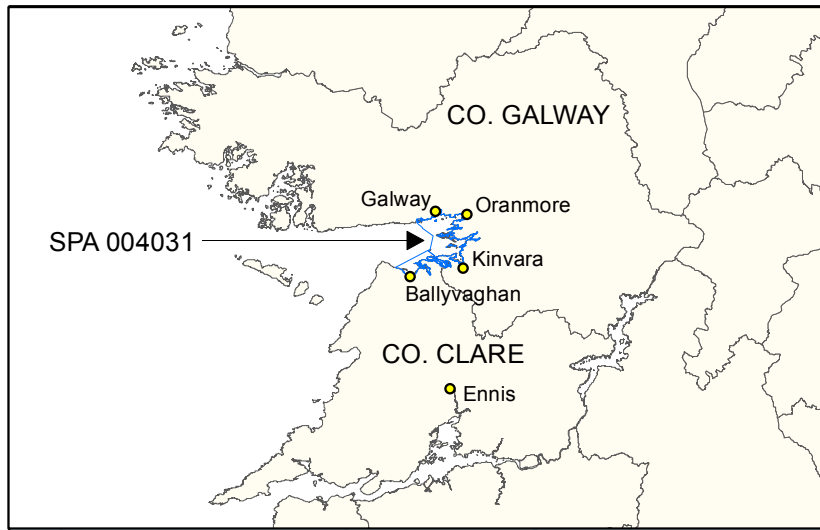 CO. GALWAY
Galway
Oranmore
SPA 004031
Kinvara
Ballyvaghan
CO. CLARE
Ennis